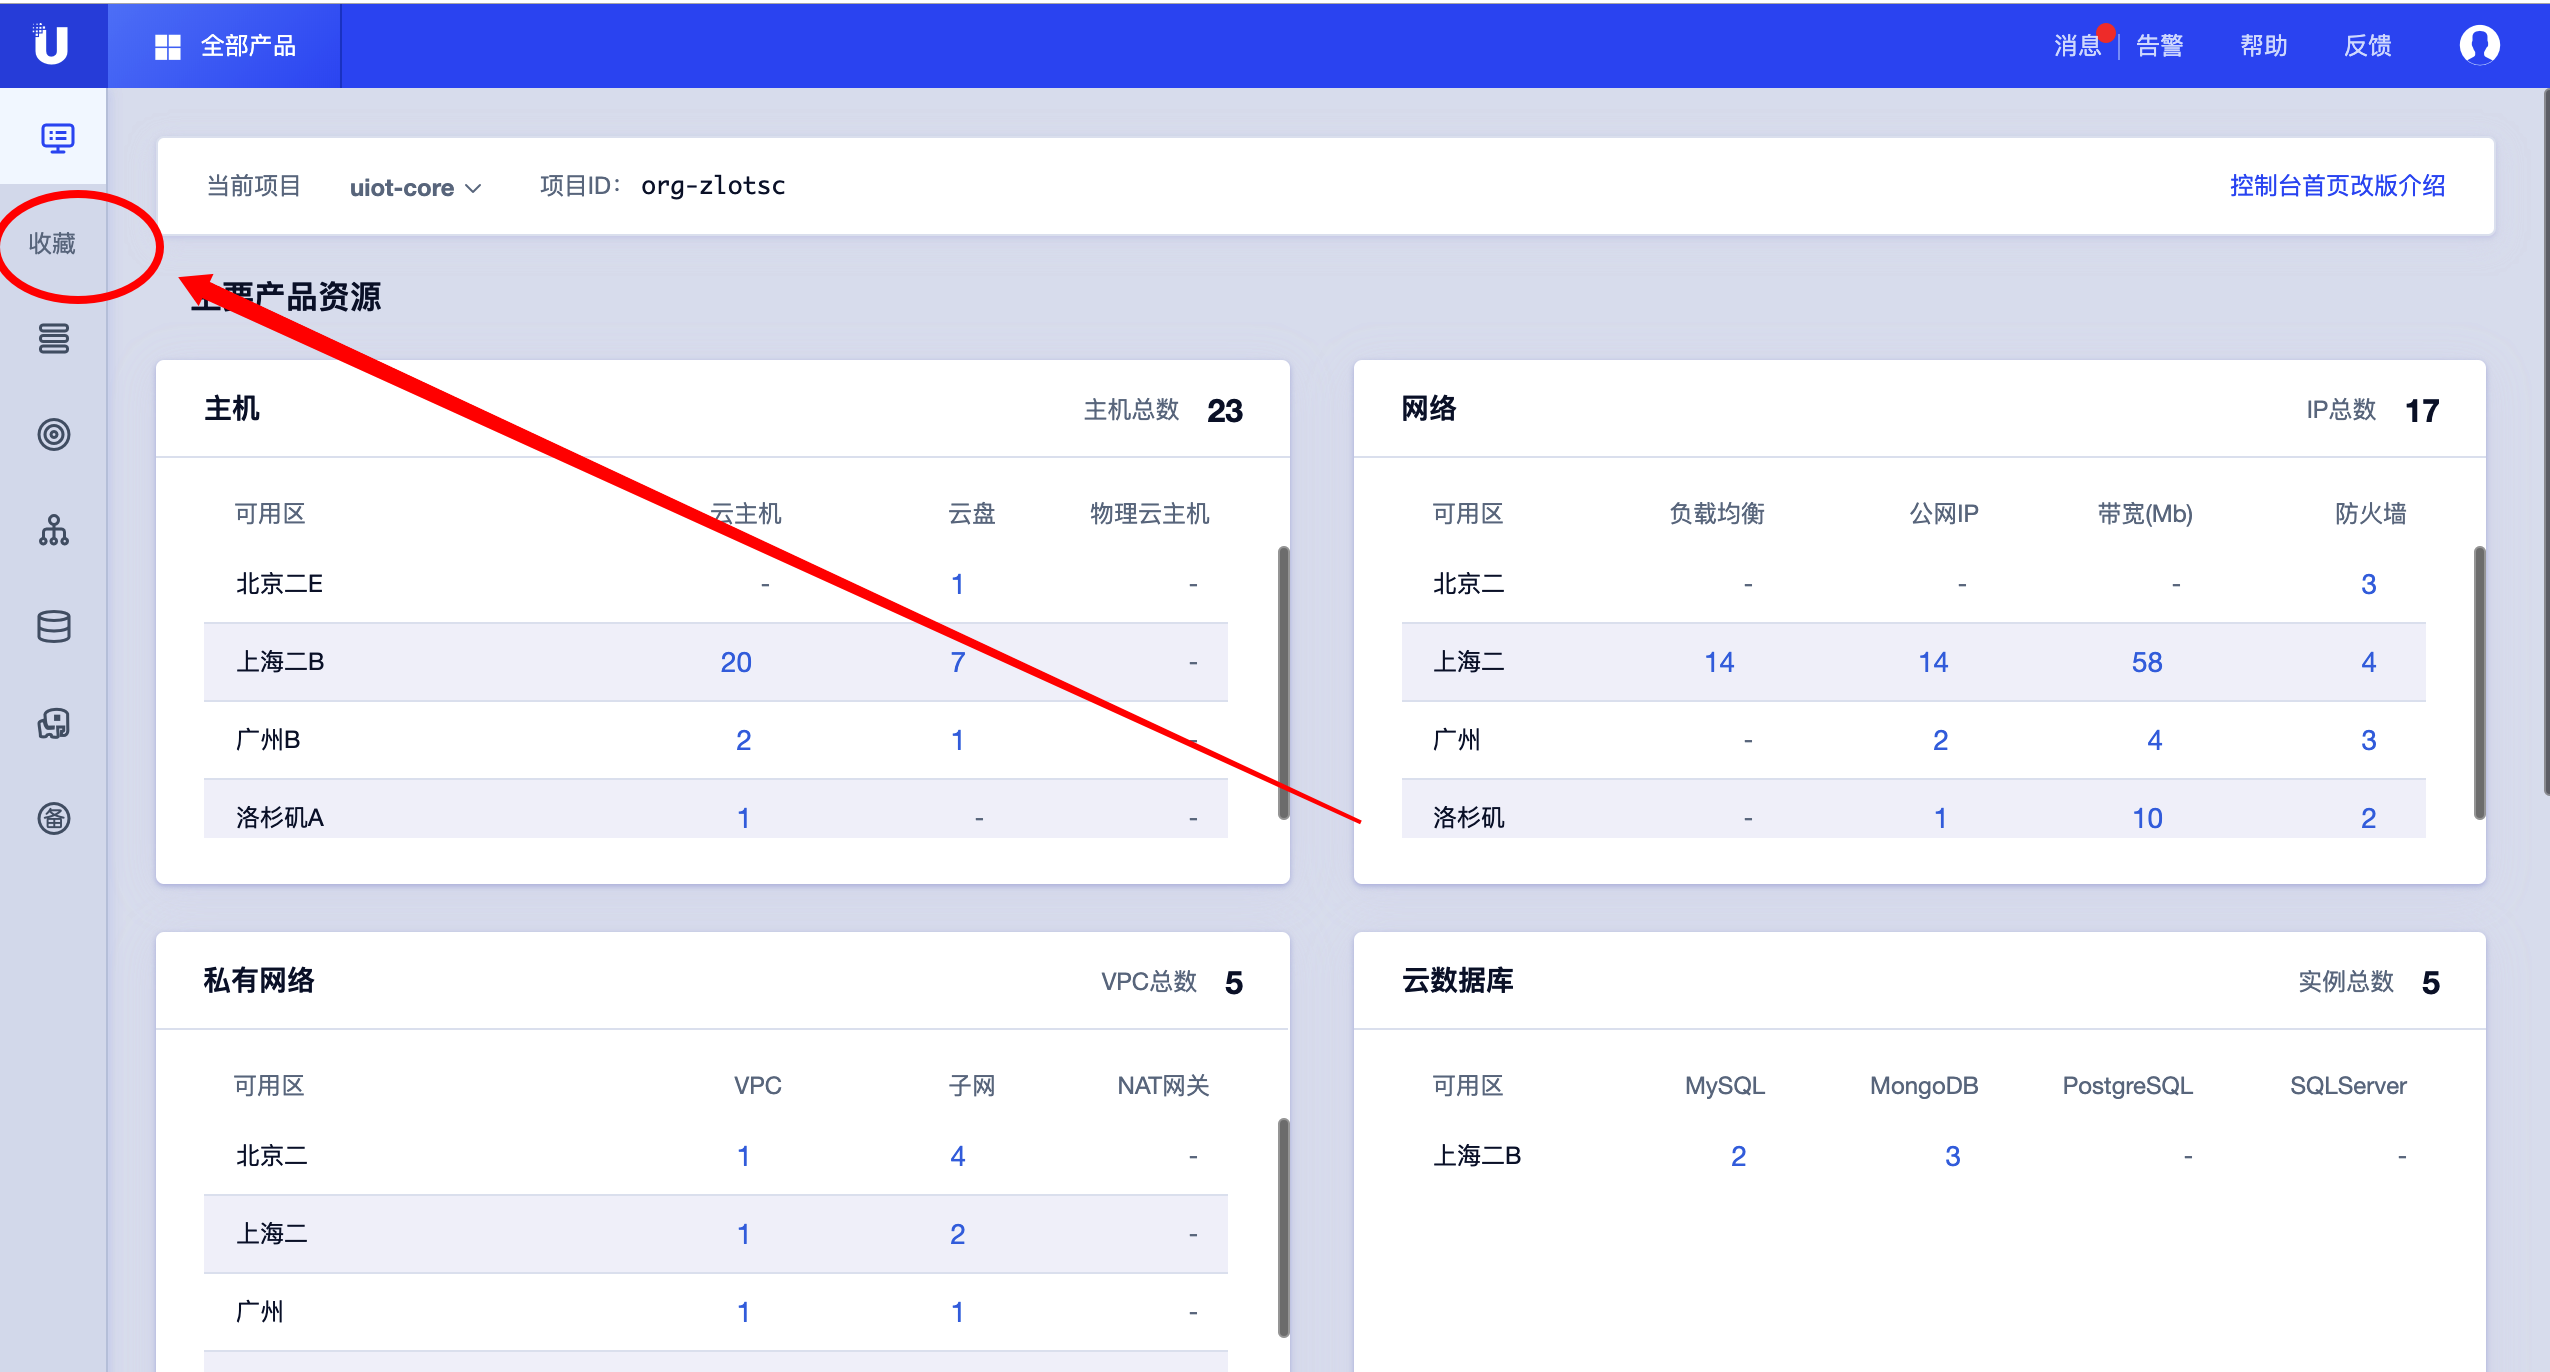 U
全部产品
消息
告警
帮助
反馈
当前项目 uiot-core 项目ID: org-zlotsc
控制台首页改版介绍
收藏
主要产品资源
主机 主机总数 23
可用区 云主机 云盘 物理云主机
北京二E - 1 -
上海二B 20 7 -
广州B 2 1 -
洛杉矶A 1 - -
网络 IP总数 17
可用区 负载均衡 公网IP 带宽(Mb) 防火墙
北京二 - - - 3
上海二 14 14 58 4
广州 - 2 4 3
洛杉矶 - 1 10 2
备
私有网络 VPC总数 5
可用区 VPC 子网 NAT网关
北京二 1 4 -
上海二 1 2 -
广州 1 1 -
云数据库 实例总数 5
可用区 MySQL MongoDB PostgreSQL SQLServer
上海二B 2 3 - -